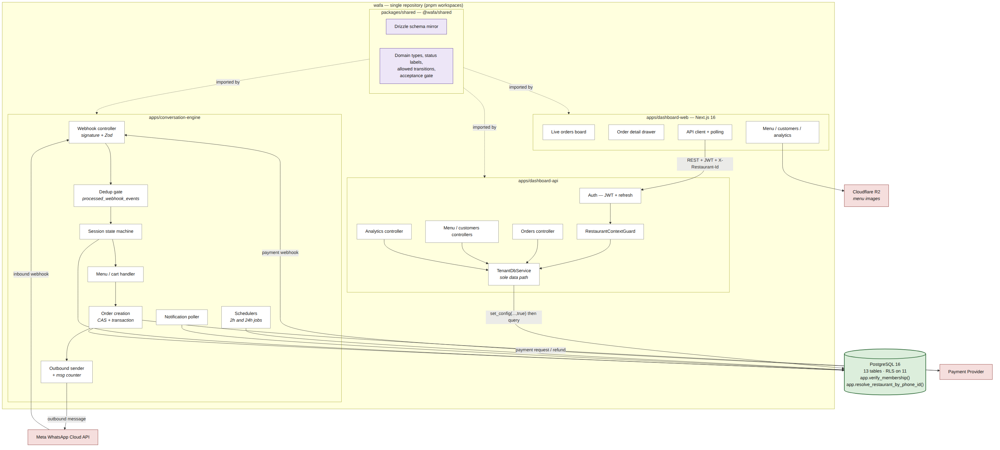 wafa — single repository (pnpm workspaces)
packages/shared — @wafa/shared
Drizzle schema mirror
Domain types, status
labels,
allowed transitions,
acceptance gate
imported by
imported by
imported by
apps/conversation-engine
Webhook controller
signature + Zod
Dedup gate
processed_webhook_events
Session state machine
Menu / cart handler
Order creation
CAS + transaction
Notification poller
Schedulers
2h and 24h jobs
Outbound sender
+ msg counter
inbound webhook
payment webhook
outbound message
Meta WhatsApp Cloud API
apps/dashboard-web — Next.js 16
Live orders board
Order detail drawer
API client + polling
Menu / customers /
analytics
REST + JWT + X-
Restaurant-Id
apps/dashboard-api
Auth — JWT + refresh
Analytics controller
Menu / customers
controllers
Orders controller
RestaurantContextGuard
TenantDbService
sole data path
set_config(...,true) then
query
payment request / refund
Cloudflare R2
menu images
PostgreSQL 16
13 tables · RLS on 11
app.verify_membership()
app.resolve_restaurant_by_phone_id()
Payment Provider